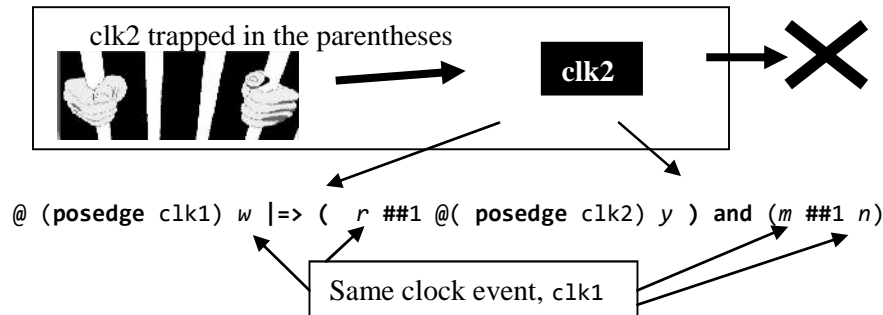 clk2 trapped in the parentheses
clk2
@ (posedge clk1) w |=> ( r ##1 @( posedge clk2) y ) and (m ##1 n)
Same clock event, clk1